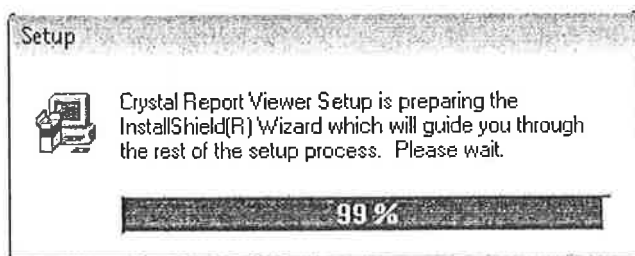 Setup
Crystal Report Viewer Setup is preparing the
InstallShield(R) Wizard which will guide you through
the rest of the setup process. Please wait.
99 %